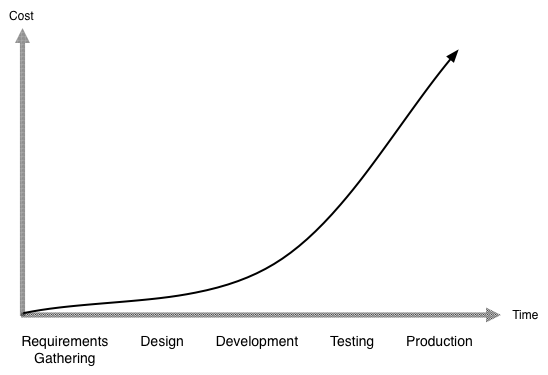 Cost
Time
Requirements
Gathering
Design
Development
Testing
Production